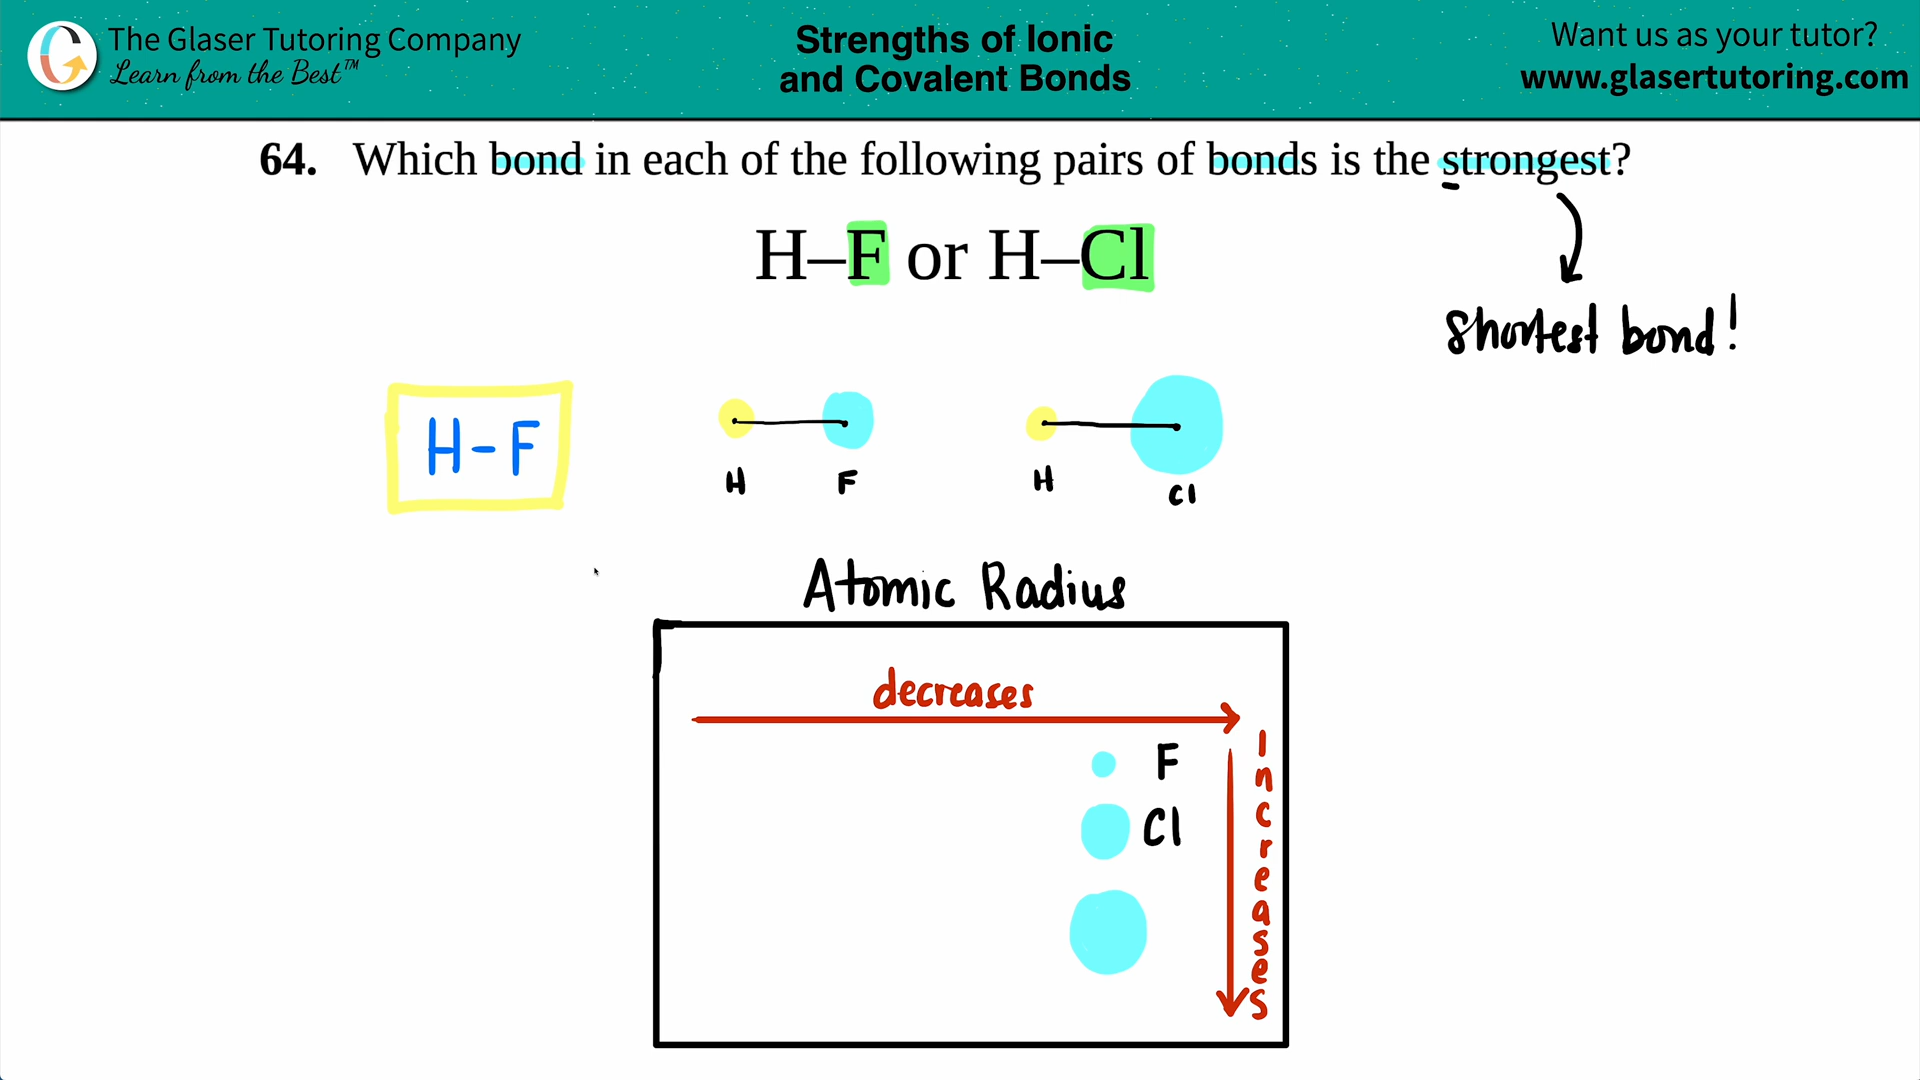 The Glaser Tutoring Company
Learn from the Best™
Strengths of Ionic
and Covalent Bonds
Want us as your tutor?
www.glasertutoring.com
64. Which bond in each of the following pairs of bonds is the strongest?
H–F or H–Cl
shortest bond!
H-F
H F H Cl
Atomic Radius
decreases
F
Cl
Increases